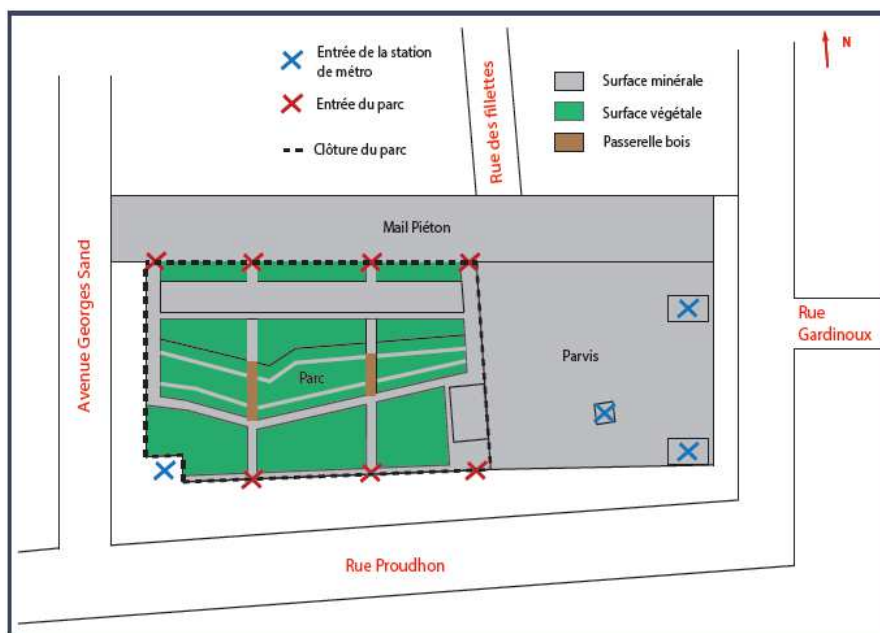 Entrée de la station
de métro
Entrée du parc
Clôture du parc
Rue des fillettes
Surface minérale
Surface végétale
Passerelle bois
N
Mail Piéton
Avenue Georges Sand
Parc
Parvis
Rue
Gardinoux
Rue Proudhon